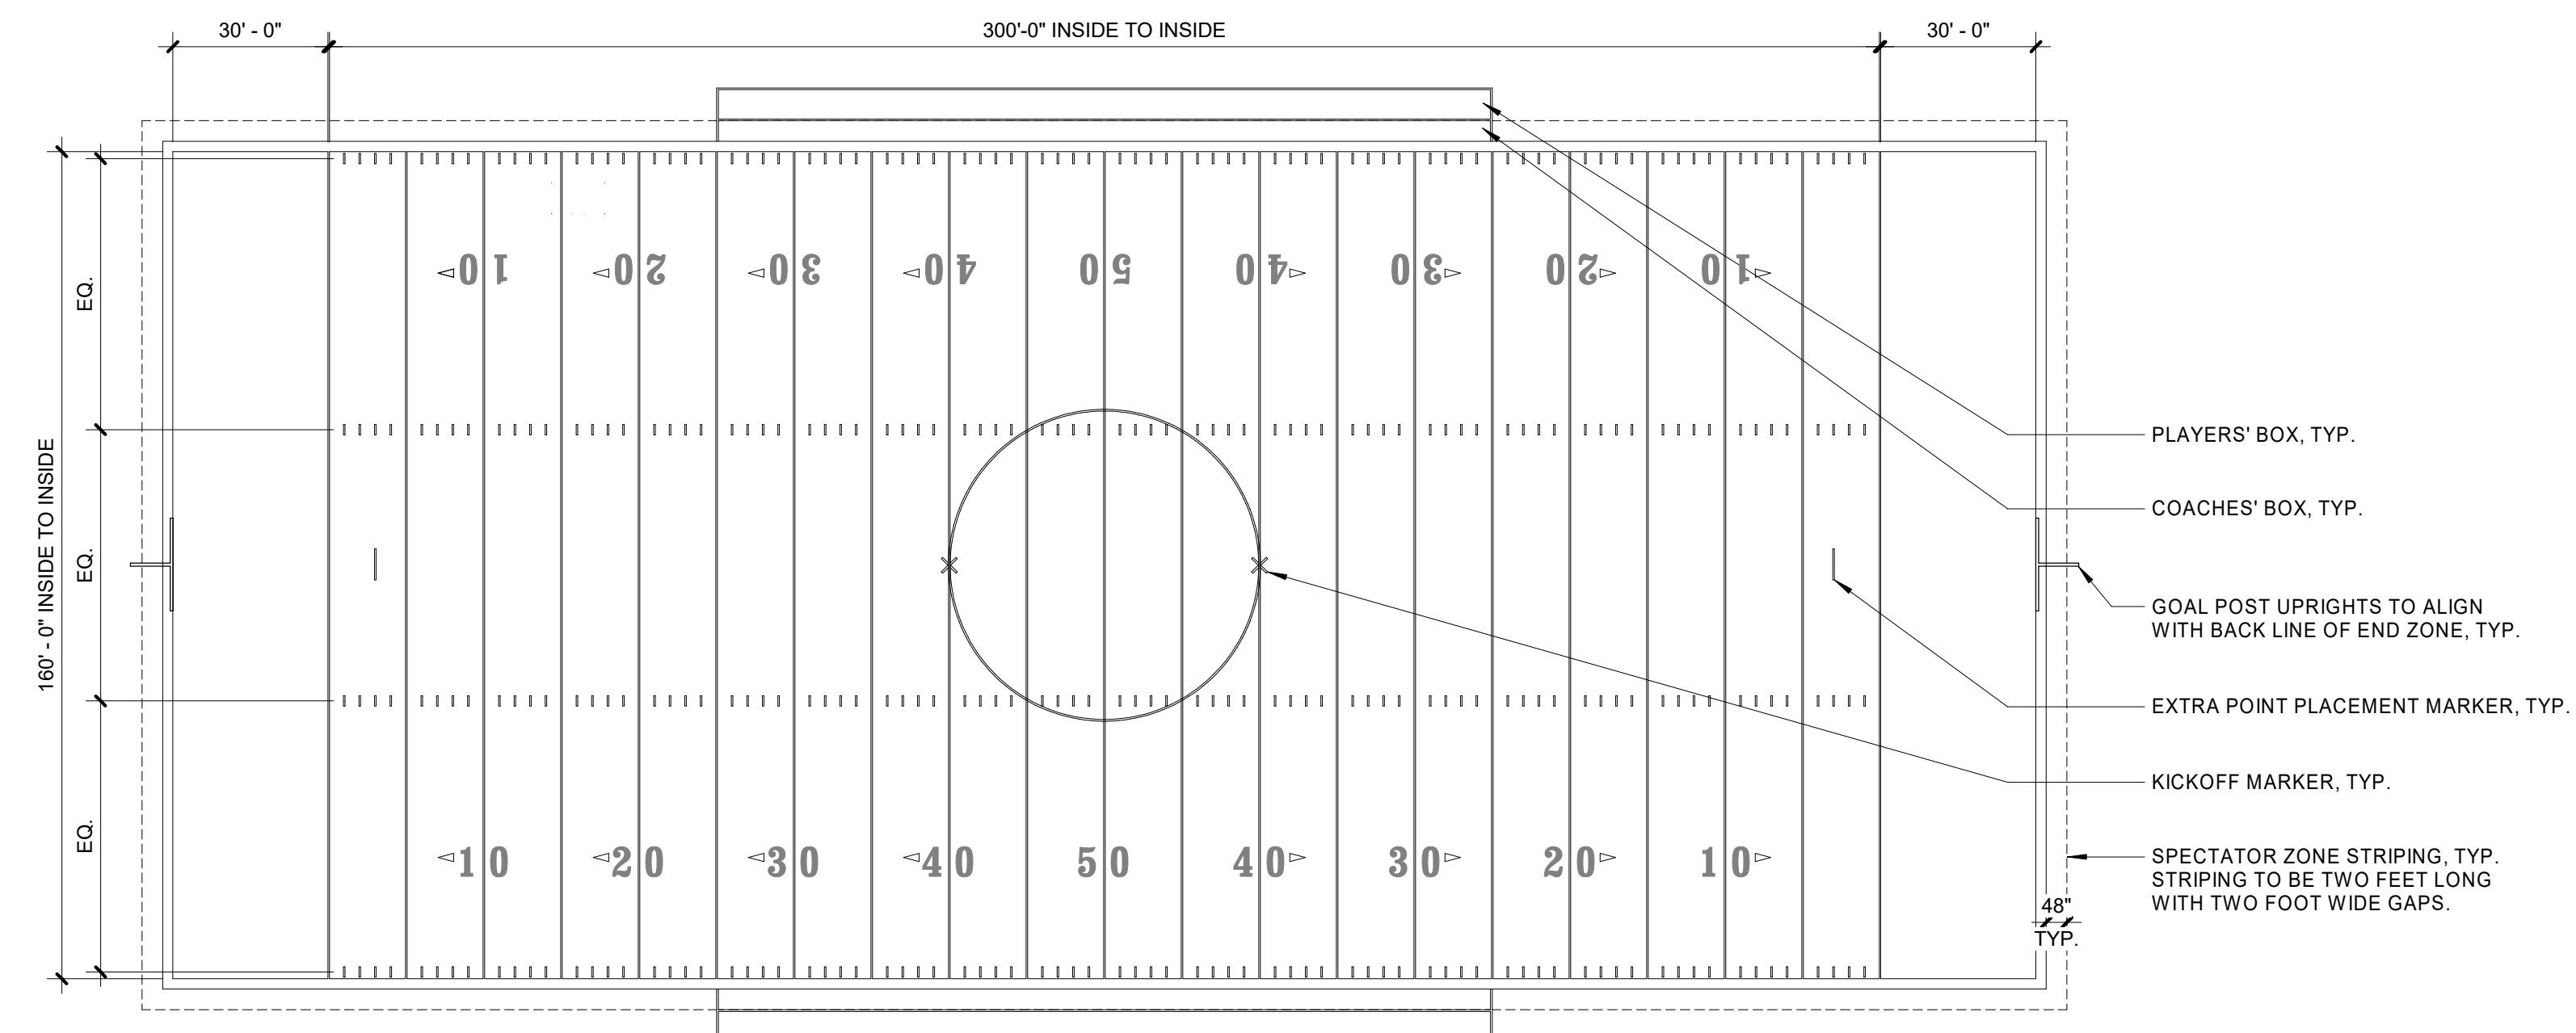 30' - 0"
300'-0" INSIDE TO INSIDE
30' - 0"
160' - 0" INSIDE TO INSIDE
EQ.
EQ.
EQ.
10 20 30 40 50 40 30 20 10
10 20 30 40 50 40 30 20 10
PLAYERS' BOX, TYP.
COACHES' BOX, TYP.
GOAL POST UPRIGHTS TO ALIGN
WITH BACK LINE OF END ZONE, TYP.
EXTRA POINT PLACEMENT MARKER, TYP.
KICKOFF MARKER, TYP.
SPECTATOR ZONE STRIPING, TYP.
STRIPING TO BE TWO FEET LONG
WITH TWO FOOT WIDE GAPS.
48"
TYP.